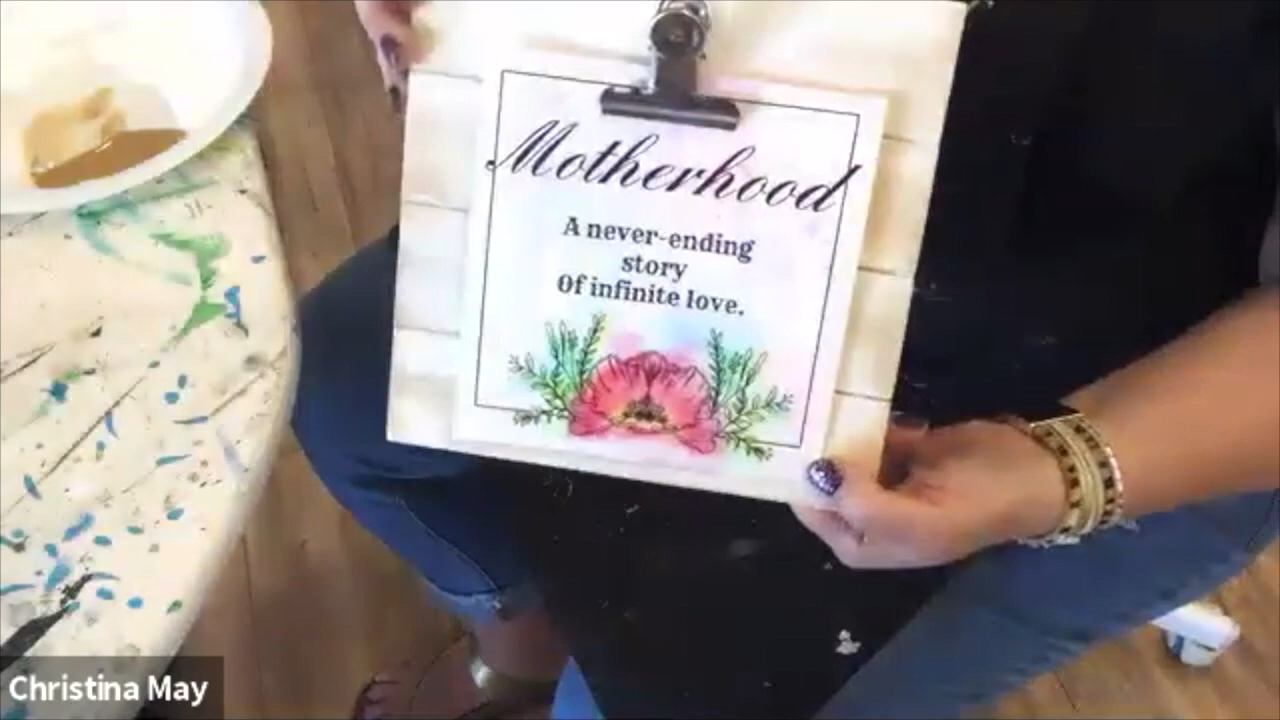 Motherhood
A never-ending
story
Of infinite love.
Christina May